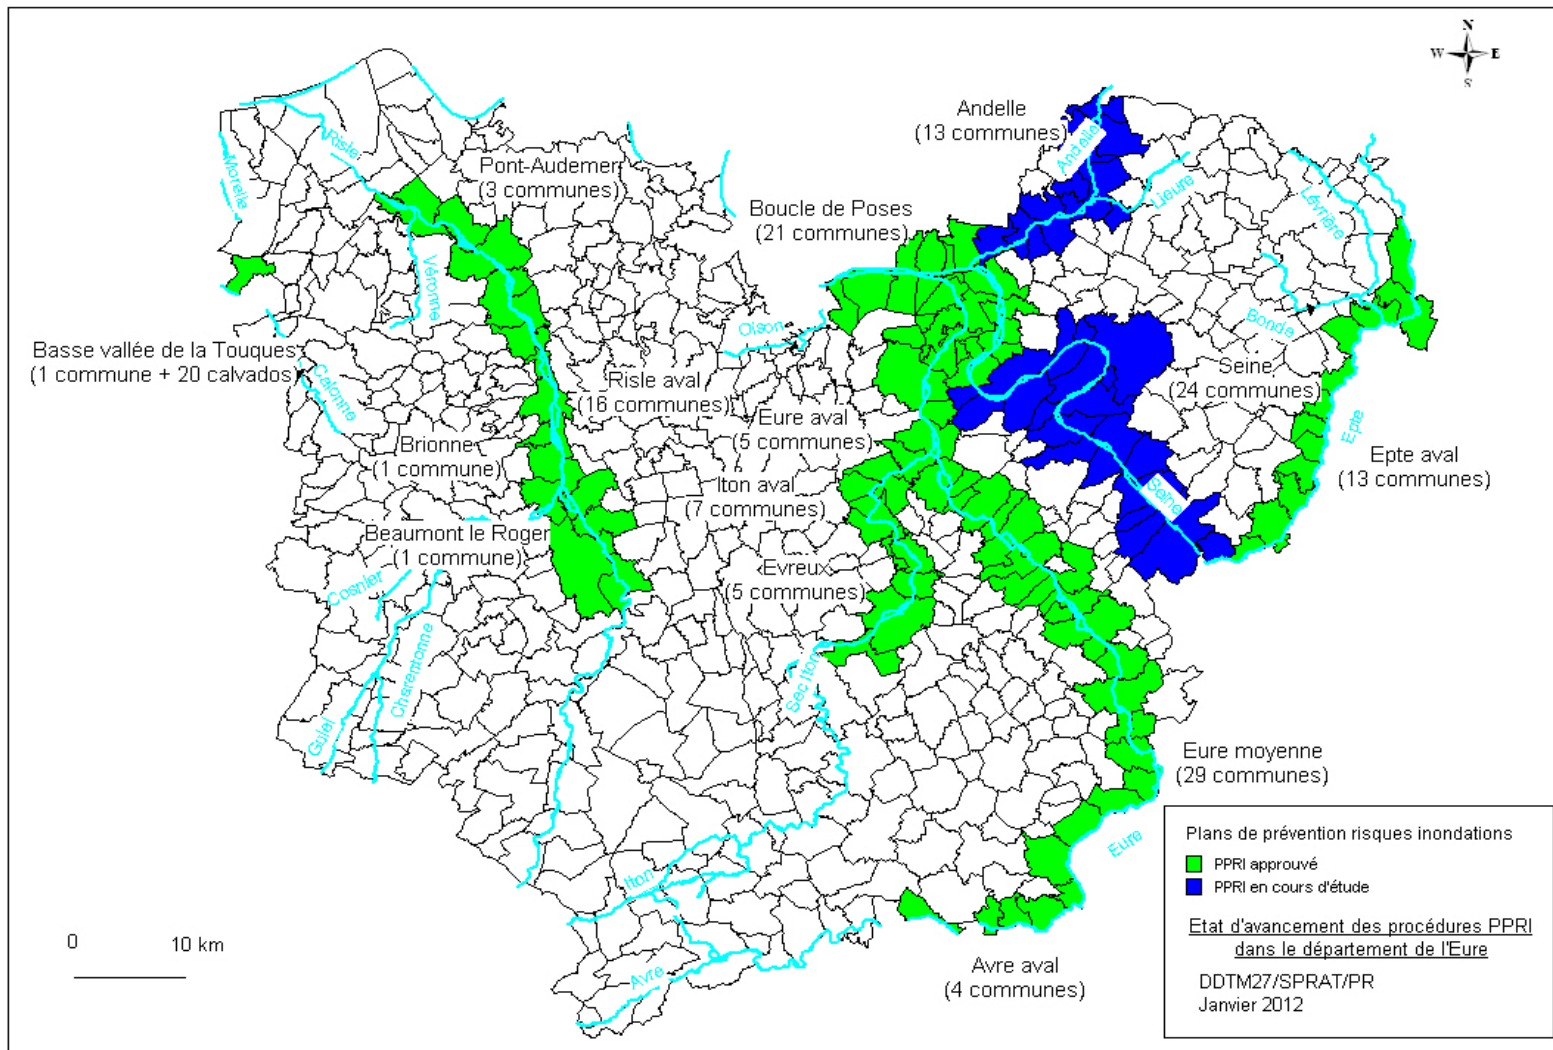 N
W E
S
Andelle
(13 communes)
Andelle
Pont-Audemer
(3 communes)
Risle
Morelle
Lieure
Lévrière
Boucle de Poses
(21 communes)
Véronne
Oison
Bonde
Basse vallée de la Touques
(1 commune + 20 calvados)
Calonne
Risle aval
(16 communes)
Seine
(24 communes)
Eure aval
(5 communes)
Epte
Brionne
(1 commune)
Epte aval
(13 communes)
Iton aval
(7 communes)
Seine
Beaumont le Roger
(1 commune)
Evreux
(5 communes)
Cosnier
Charentonne
Guiel
Sec Iton
Eure moyenne
(29 communes)
Eure
Iton
Avre
Avre aval
(4 communes)
0 10 km
Plans de prévention risques inondations
PPRI approuvé
PPRI en cours d'étude
Etat d'avancement des procédures PPRI
dans le département de l'Eure
DDTM27/SPRAT/PR
Janvier 2012